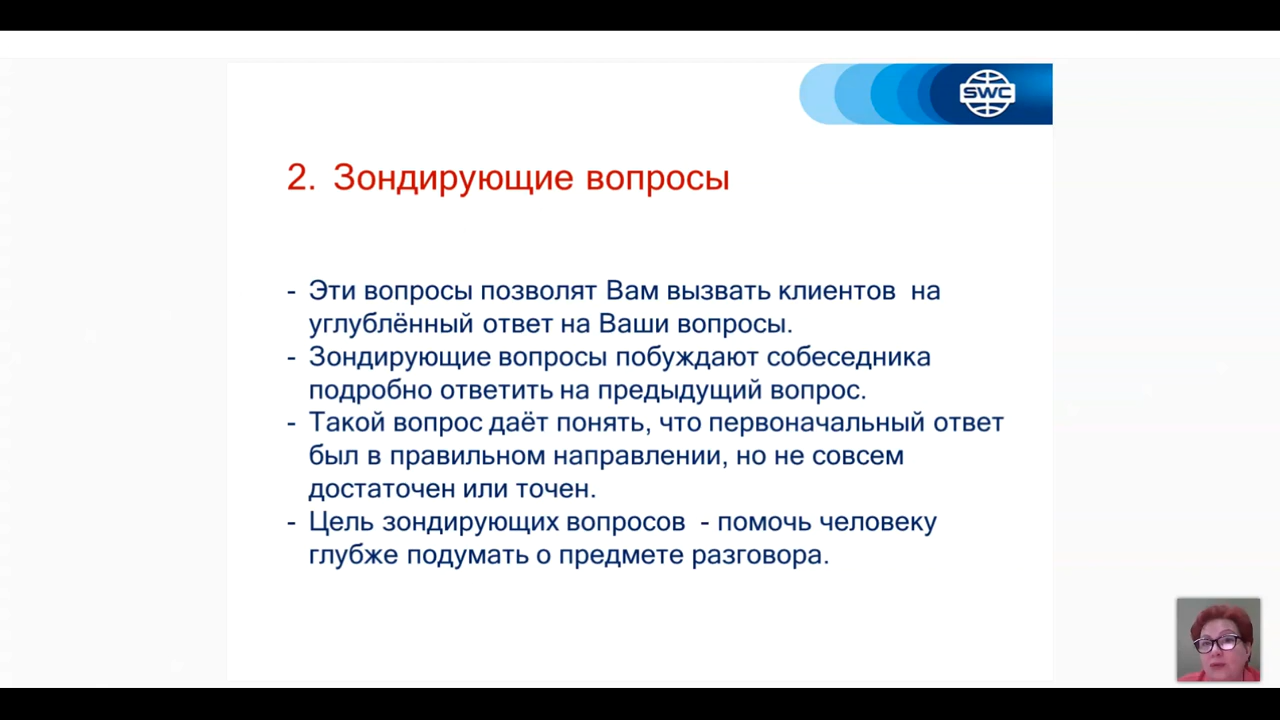 SWC
2. Зондирующие вопросы
- Эти вопросы позволят Вам вызвать клиентов на
углублённый ответ на Ваши вопросы.
- Зондирующие вопросы побуждают собеседника
подробно ответить на предыдущий вопрос.
- Такой вопрос даёт понять, что первоначальный ответ
был в правильном направлении, но не совсем
достаточен или точен.
- Цель зондирующих вопросов - помочь человеку
глубже подумать о предмете разговора.